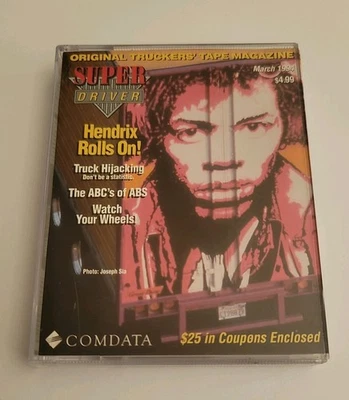 ORIGINAL TRUCKERS' TAPE MAGAZINE
SUPER
DRIVER
March 1994
$4.99
Hendrix
Rolls On!
Truck Hijacking
Don't be a statistic.
The ABC's of ABS
Watch
Your Wheels!
Photo: Joseph Sia
COMDATA
$25 in Coupons Enclosed